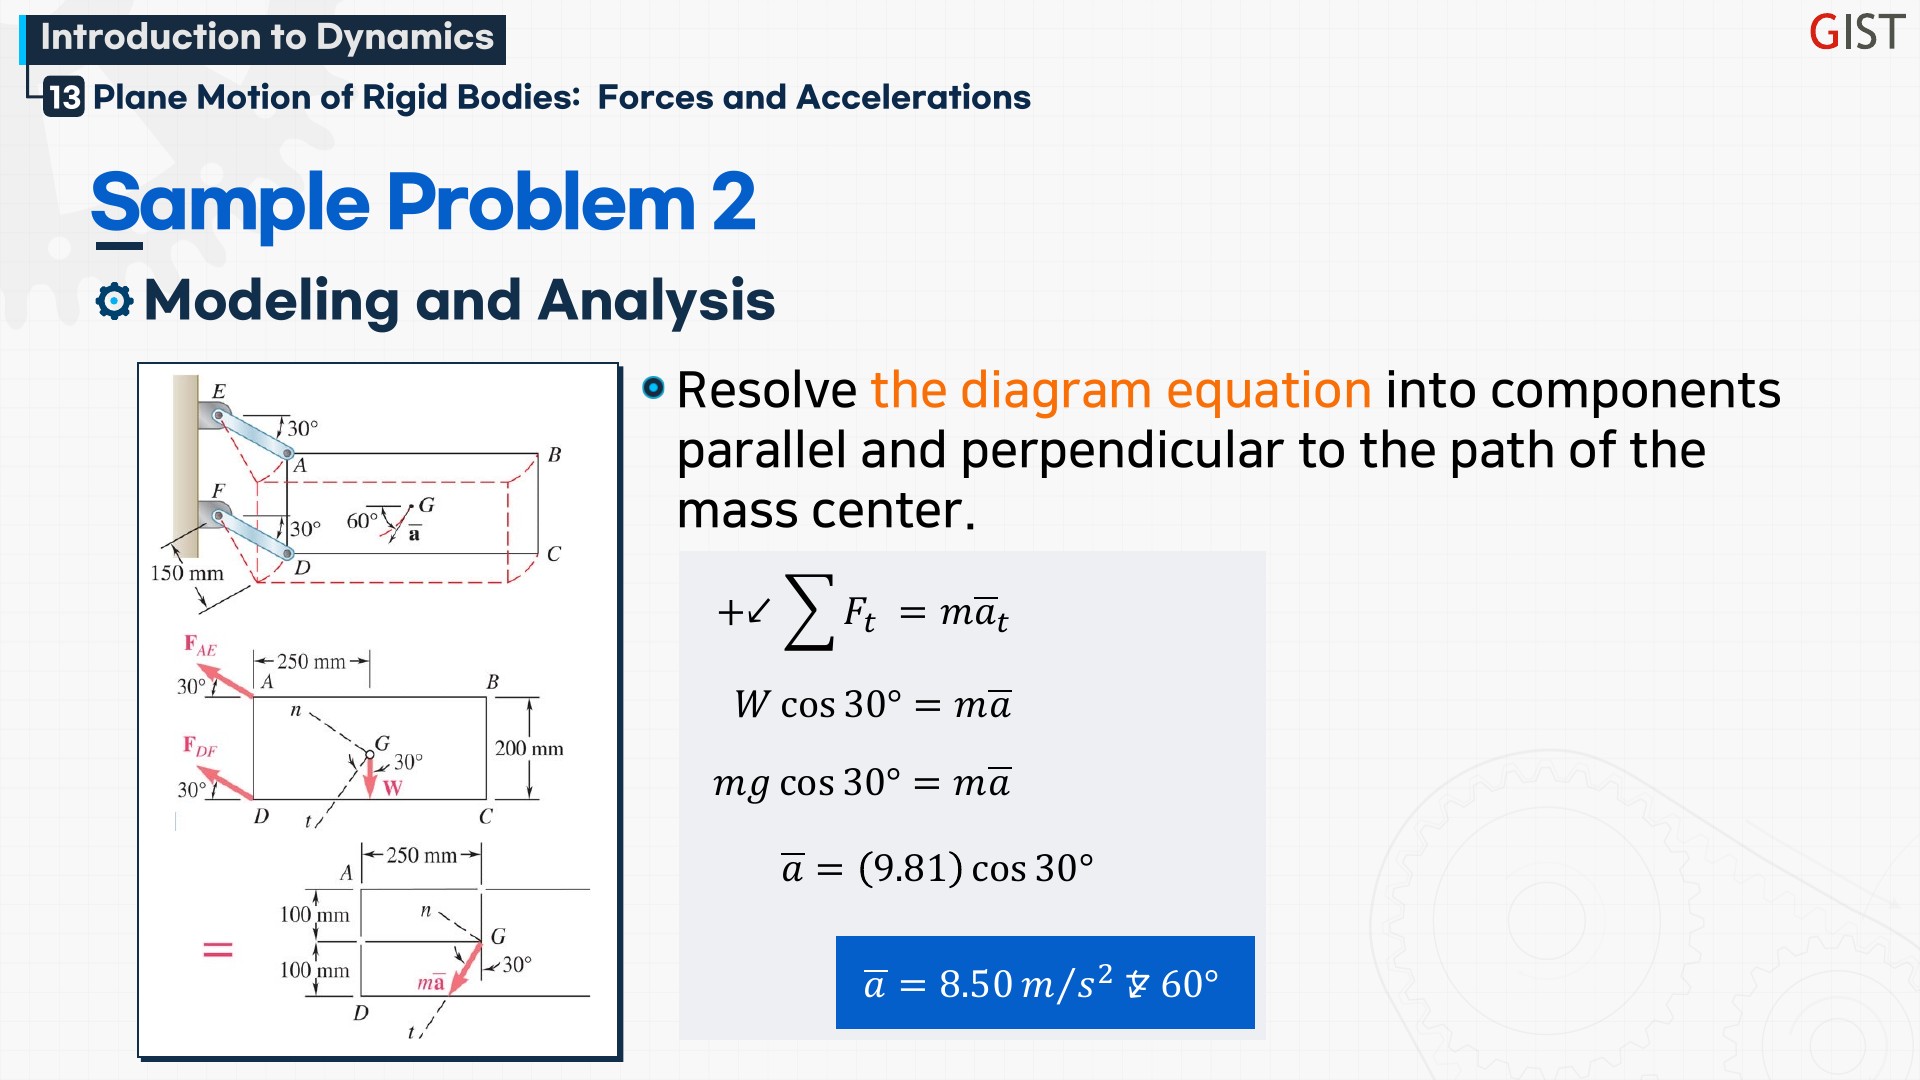 Introduction to Dynamics
GIST
13 Plane Motion of Rigid Bodies: Forces and Accelerations
Sample Problem 2
Modeling and Analysis
E
30°
A
B
F
G
60°
a̅
30°
D
C
150 mm
F_AE
250 mm
30°
A
B
n
F_DF
G
200 mm
30°
W
30°
D
t
C
250 mm
A
100 mm
n
G
=
30°
100 mm
ma̅
D
t
Resolve the diagram equation into components
parallel and perpendicular to the path of the
mass center.
+↙ ∑ F_t = ma̅_t
W cos 30° = ma̅
mg cos 30° = ma̅
a̅ = (9.81) cos 30°
a̅ = 8.50 m/s² 60°